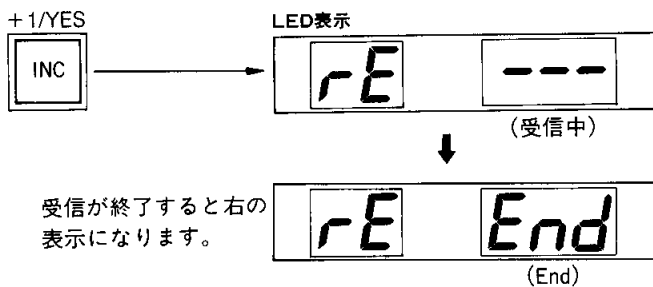 +1/YES
LED表示
INC
rE ---
(受信中)
受信が終了すると右の
表示になります。
rE End
(End)